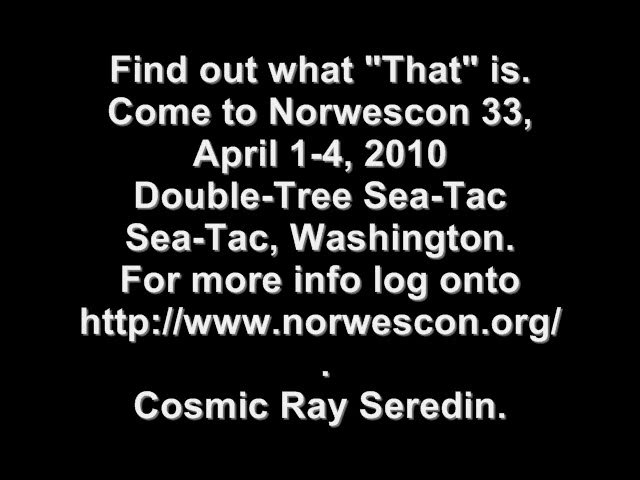 Find out what "That" is.
Come to Norwescon 33,
April 1-4, 2010
Double-Tree Sea-Tac
Sea-Tac, Washington.
For more info log onto
http://www.norwescon.org/
.
Cosmic Ray Seredin.